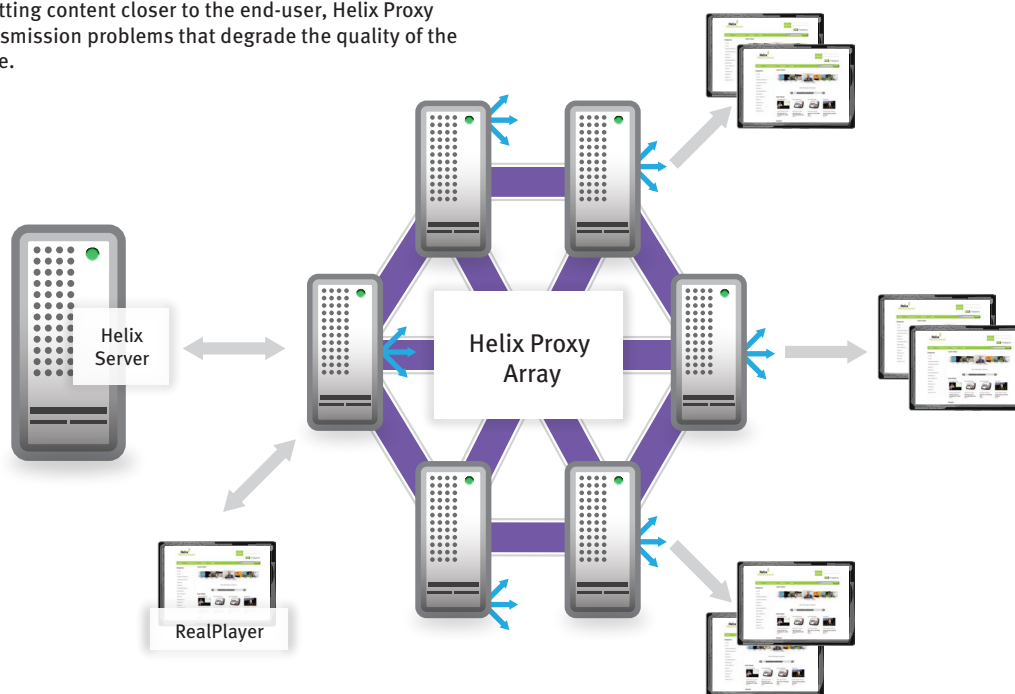 tting content closer to the end-user, Helix Proxy
smission problems that degrade the quality of the
e.
Helix
Server
Helix Proxy
Array
RealPlayer